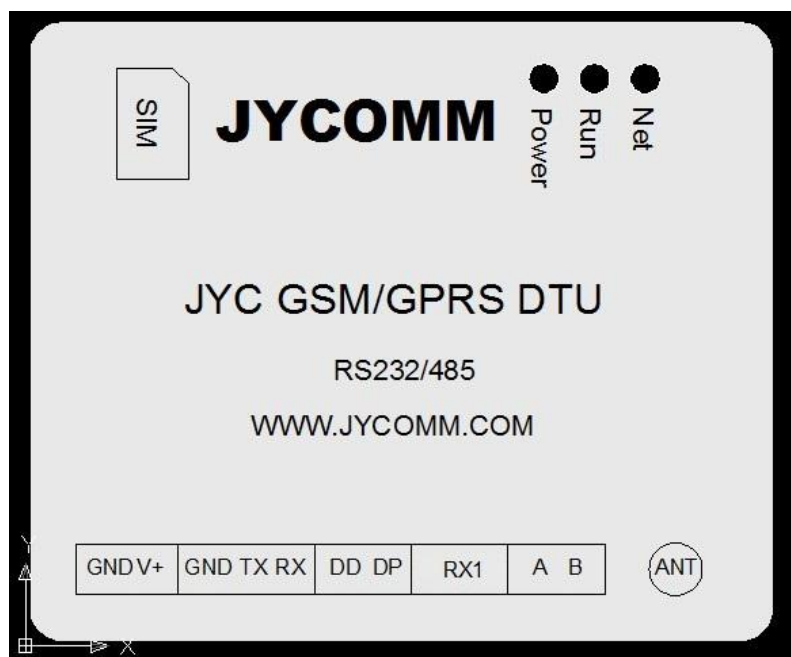 SIM
JYCOMM
Power
Run
Net
JYC GSM/GPRS DTU
RS232/485
WWW.JYCOMM.COM
GND V+ GND TX RX DD DP RX1 A B ANT
Y
X